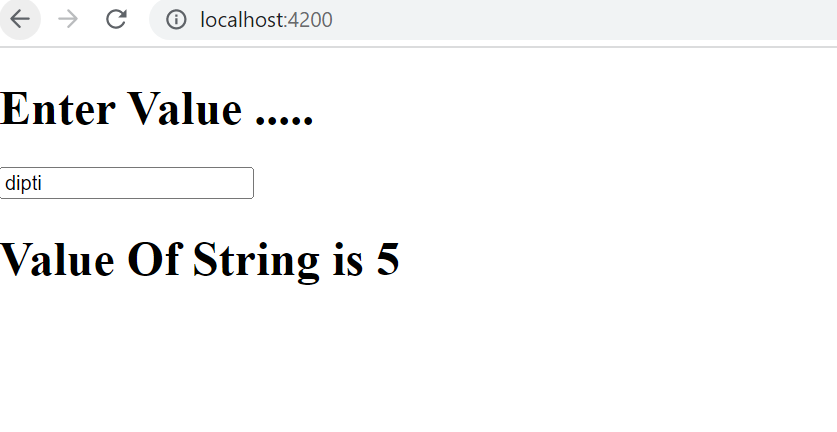 localhost:4200
Enter Value .....
dipti
Value Of String is 5